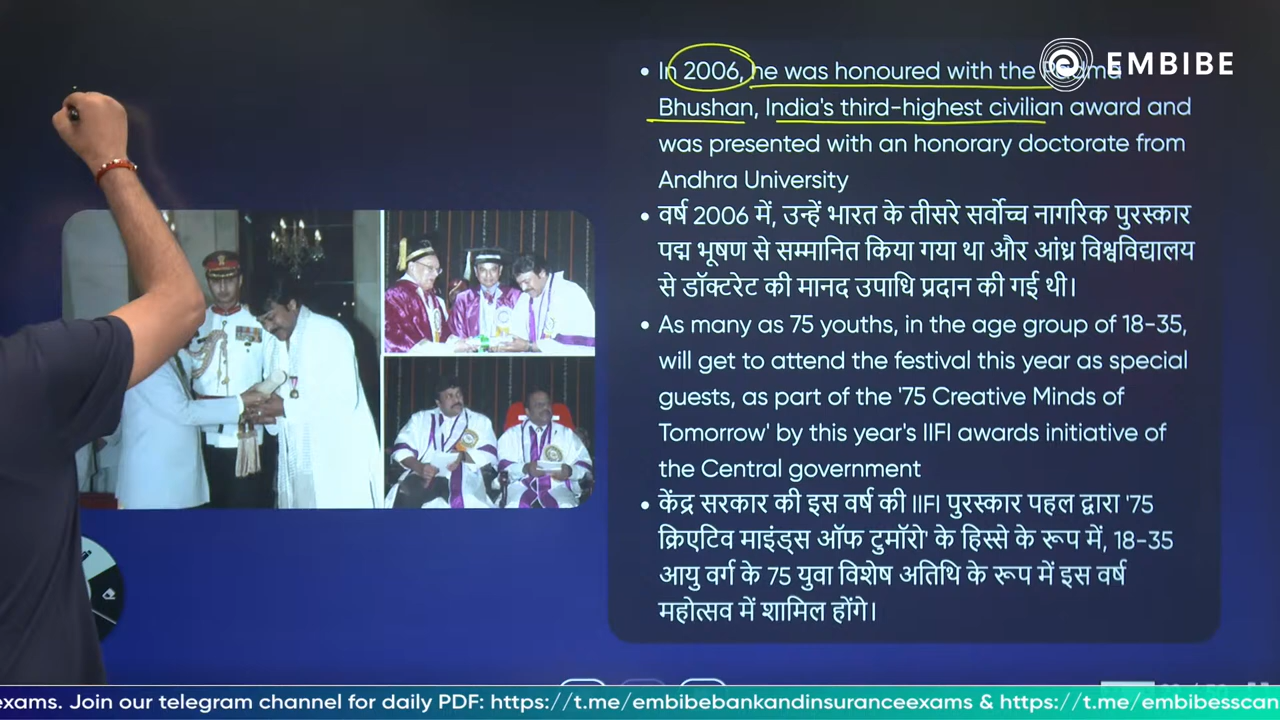 EMBIBE
In 2006, he was honoured with the Padma
Bhushan, India's third-highest civilian award and
was presented with an honorary doctorate from
Andhra University
वर्ष 2006 में, उन्हें भारत के तीसरे सर्वोच्च नागरिक पुरस्कार
पद्म भूषण से सम्मानित किया गया था और आंध्र विश्वविद्यालय
से डॉक्टरेट की मानद उपाधि प्रदान की गई थी।
As many as 75 youths, in the age group of 18-35,
will get to attend the festival this year as special
guests, as part of the '75 Creative Minds of
Tomorrow' by this year's IIFI awards initiative of
the Central government
केंद्र सरकार की इस वर्ष की IIFI पुरस्कार पहल द्वारा '75
क्रिएटिव माइंड्स ऑफ टुमॉरो' के हिस्से के रूप में, 18-35
आयु वर्ग के 75 युवा विशेष अतिथि के रूप में इस वर्ष
महोत्सव में शामिल होंगे।
exams. Join our telegram channel for daily PDF: https://t.me/embibebankandinsuranceexams & https://t.me/embibesscan